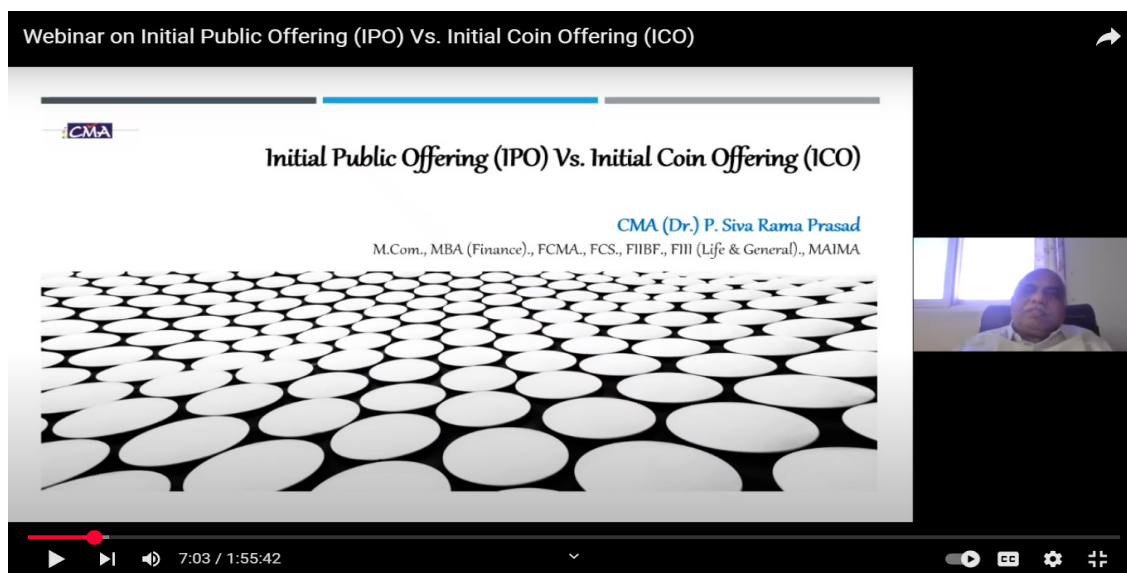 Webinar on Initial Public Offering (IPO) Vs. Initial Coin Offering (ICO)
CMA
Initial Public Offering (IPO) Vs. Initial Coin Offering (ICO)
CMA (Dr.) P. Siva Rama Prasad
M.Com., MBA (Finance)., FCMA., FCS., FIIBF., FIII (Life & General)., MAIMA
7:03 / 1:55:42
CC